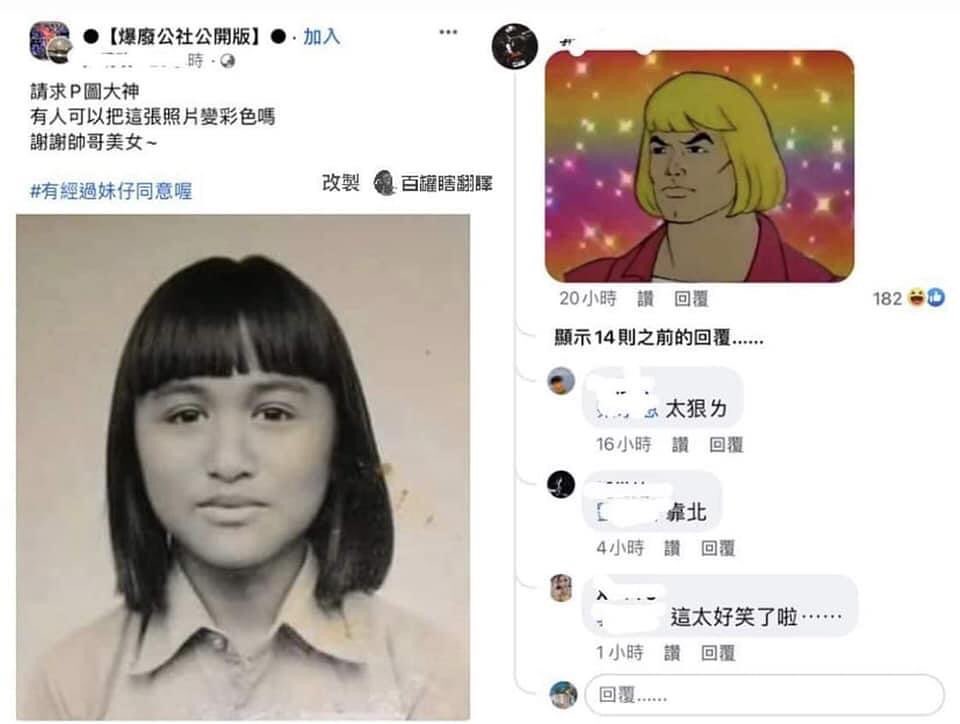 ●【爆廢公社公開版】● · 加入
時 ·
請求P圖大神
有人可以把這張照片變彩色嗎
謝謝帥哥美女~
#有經過妹仔同意喔
改製 百罐瞎翻譯
20小時 讚 回覆 182
顯示14則之前的回覆......
太狠ㄌ
16小時 讚 回覆
靠北
4小時 讚 回覆
這太好笑了啦⋯⋯
1小時 讚 回覆
回覆......